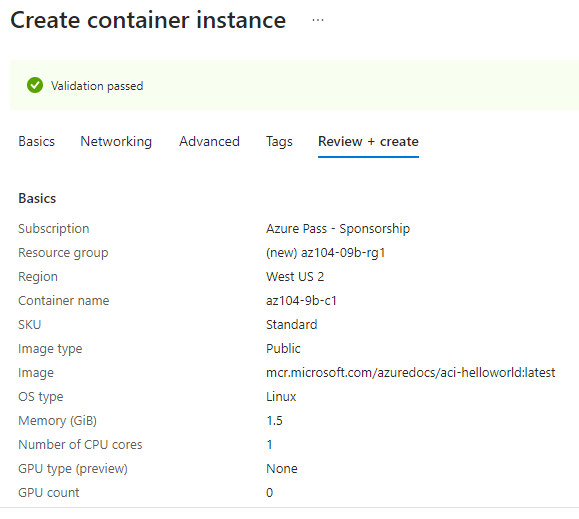 Create container instance ...
Validation passed
Basics Networking Advanced Tags Review + create
Basics
Subscription Azure Pass - Sponsorship
Resource group (new) az104-09b-rg1
Region West US 2
Container name az104-9b-c1
SKU Standard
Image type Public
Image mcr.microsoft.com/azuredocs/aci-helloworld:latest
OS type Linux
Memory (GiB) 1.5
Number of CPU cores 1
GPU type (preview) None
GPU count 0